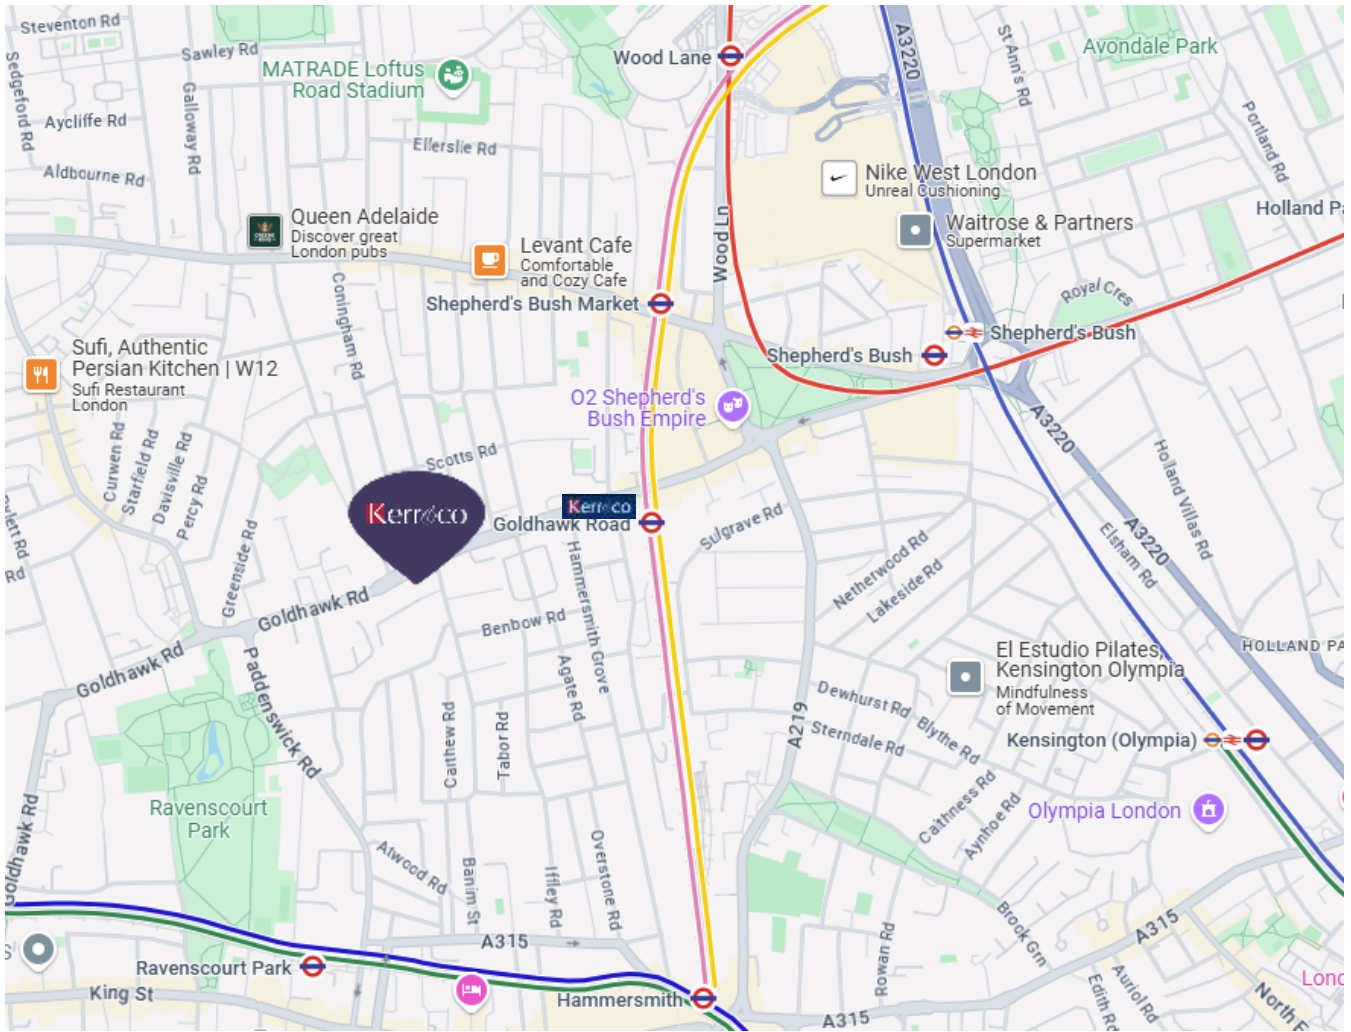 Steventon Rd
Sawley Rd
Sedgeford Rd
Galloway Rd
MATRADE Loftus
Road Stadium
Wood Lane
A3220
St Ann's Rd
Avondale Park
Aycliffe Rd
Ellerslie Rd
Portland Rd
Aldbourne Rd
Nike West London
Unreal Cushioning
Queen Adelaide
Discover great
London pubs
Waitrose & Partners
Supermarket
Holland P
Levant Cafe
Comfortable
and Cozy Cafe
Wood Ln
Coningham Rd
Shepherd's Bush Market
Royal Cres
Shepherd's Bush
Shepherd's Bush
Sufi, Authentic
Persian Kitchen | W12
Sufi Restaurant
London
O2 Shepherd's
Bush Empire
A3220
Curwen Rd
Starfield Rd
Davisville Rd
Percy Rd
Scotts Rd
Holland Villas Rd
Kerr&co
Kerr&co
Goldhawk Road
Sulgrave Rd
A3220
Elsham Rd
Rd
Greenside Rd
Hammersmith Grove
Netherwood Rd
Lakeside Rd
Goldhawk Rd
Benbow Rd
Goldhawk Rd
Paddenswick Rd
Agate Rd
El Estudio Pilates,
Kensington Olympia
Mindfulness
of Movement
HOLLAND PA
Caithew Rd
Tabor Rd
A219
Dewhurst Rd
Blythe Rd
Sterndale Rd
Kensington (Olympia)
Goldhawk Rd
Ravenscourt
Park
Caithness Rd
Aynhoe Rd
Olympia London
Atwood Rd
Banim St
Iffley Rd
Overstone Rd
Brook Grn
A315
A315
Rowan Rd
S
Ravenscourt Park
King St
Hammersmith
A315
Edith Rd
Auriol Rd
North E
Lond